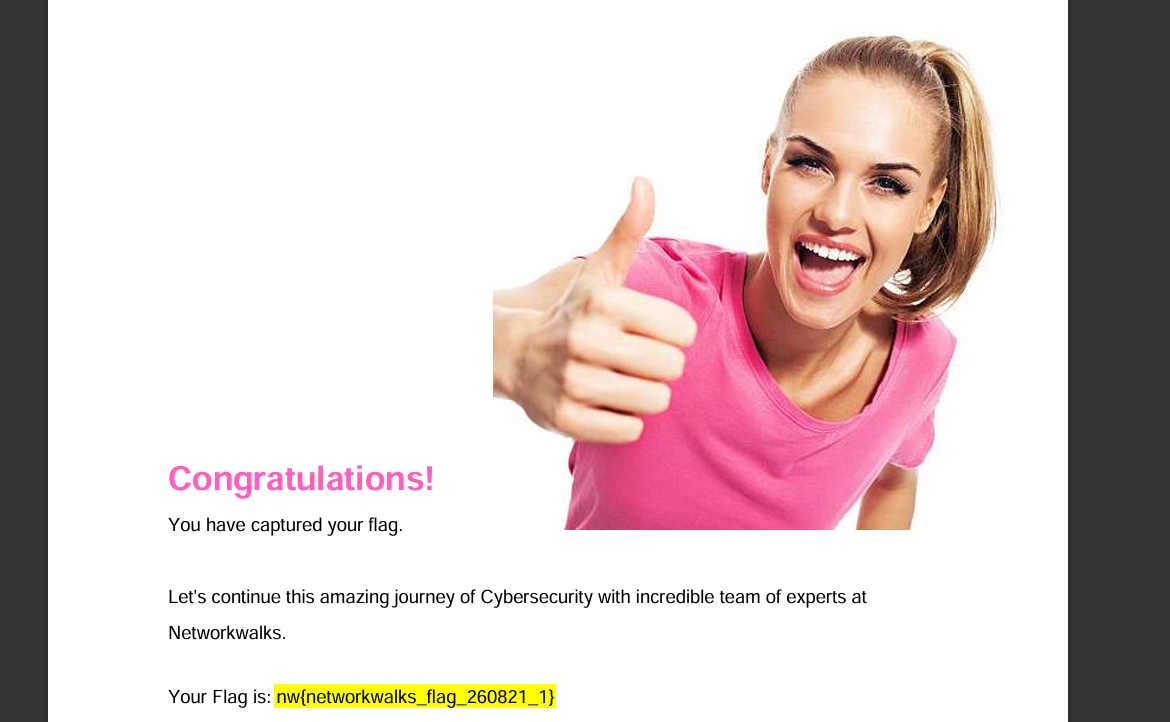 Congratulations!
You have captured your flag.
Let's continue this amazing journey of Cybersecurity with incredible team of experts at
Networkwalks.
Your Flag is: nw{networkwalks_flag_260821_1}